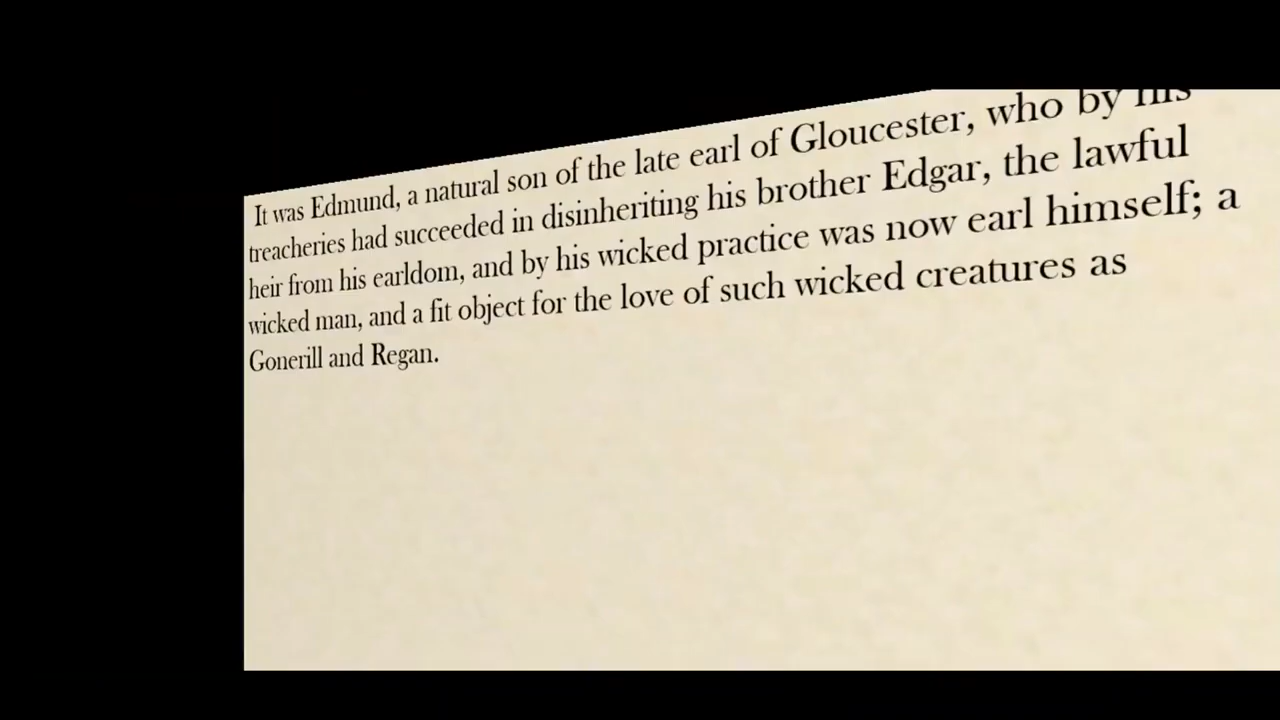 It was Edmund, a natural son of the late earl of Gloucester, who by his
treacheries had succeeded in disinheriting his brother Edgar, the lawful
heir from his earldom, and by his wicked practice was now earl himself; a
wicked man, and a fit object for the love of such wicked creatures as
Gonerill and Regan.